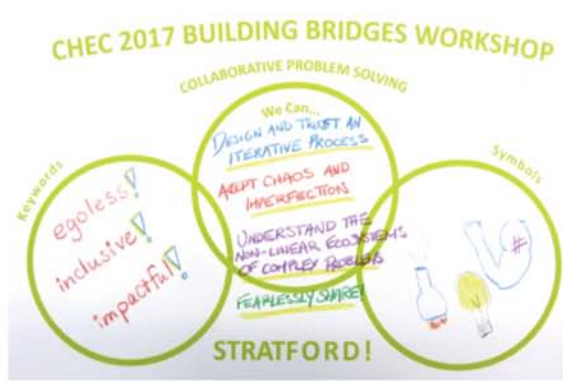 CHEC 2017 BUILDING BRIDGES WORKSHOP
COLLABORATIVE PROBLEM SOLVING
We Can...
DESIGN AND TRUST AN
ITERATIVE PROCESS
ACCEPT CHAOS AND
IMPERFECTION
UNDERSTAND THE
NON-LINEAR ECOSYSTEMS
OF COMPLEX PROBLEMS
FEARLESSLY SHARE!
Keywords
egoless!
inclusive!
impactful!
Symbols
#
STRATFORD!